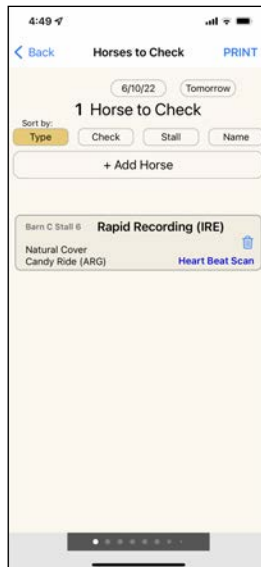 4:49
Back Horses to Check PRINT
6/10/22 Tomorrow
1 Horse to Check
Sort by:
Type Check Stall Name
+ Add Horse
Barn C Stall 6 Rapid Recording (IRE)
Natural Cover
Candy Ride (ARG) Heart Beat Scan